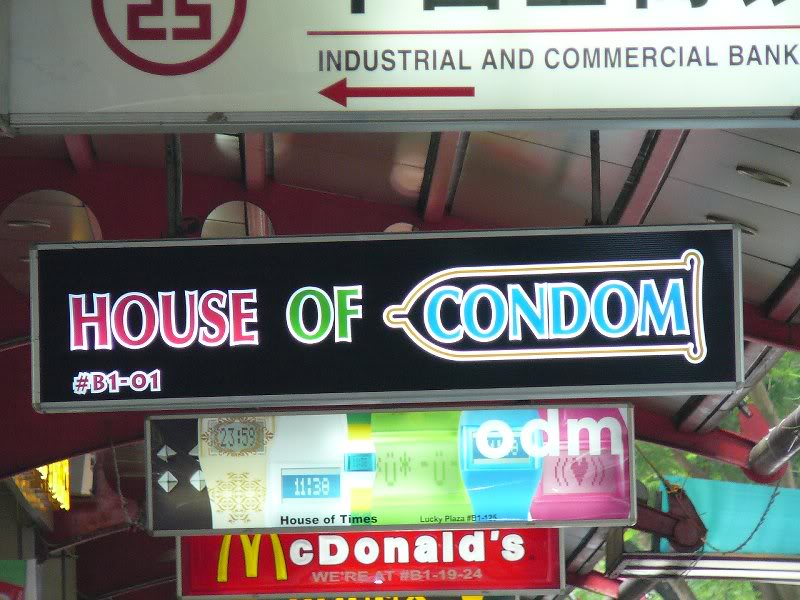 INDUSTRIAL AND COMMERCIAL BANK
HOUSE OF CONDOM
#B1-01
odm
23:59
11:38
House of Times
Lucky Plaza #B1-125
McDonald's
WE'RE AT #B1-19-24